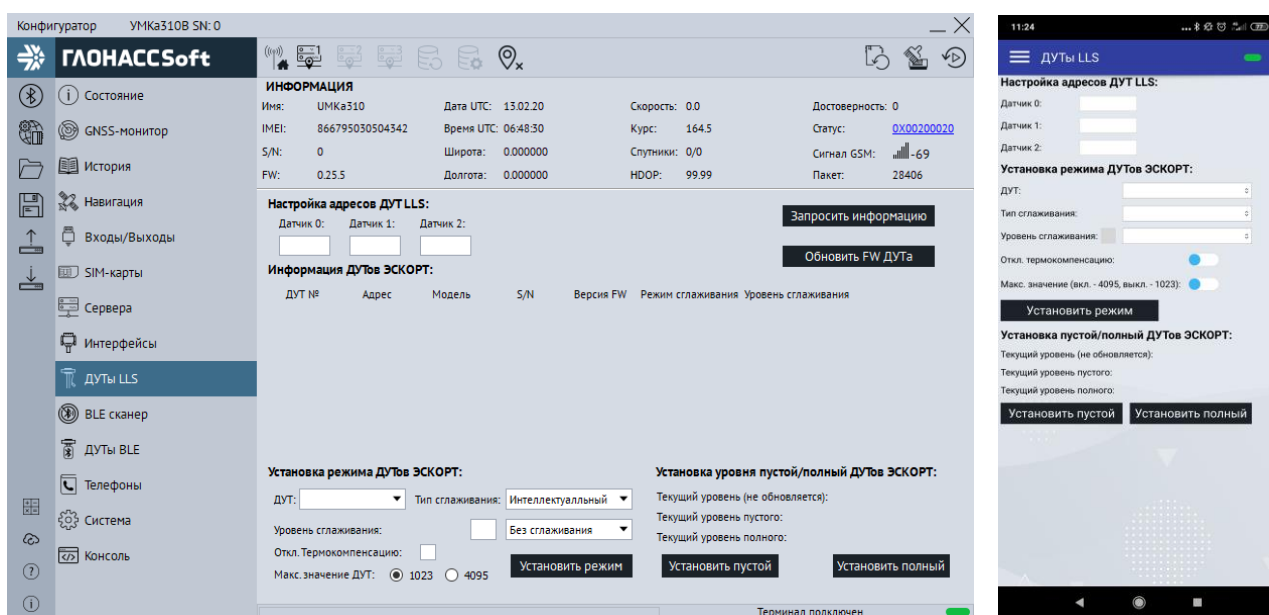 Конфигуратор УМКа310В SN: 0
ГЛОНАССSoft
Состояние
GNSS-монитор
История
Навигация
Входы/Выходы
SIM-карты
Сервера
Интерфейсы
ДУТы LLS
BLE сканер
ДУТы BLE
Телефоны
Система
Консоль
ИНФОРМАЦИЯ
Имя: UMKa310 Дата UTC: 13.02.20 Скорость: 0.0 Достоверность: 0
IMEI: 866795030504342 Время UTC: 06:48:30 Курс: 164.5 Статус: 0X00200020
S/N: 0 Широта: 0.000000 Спутники: 0/0 Сигнал GSM: -69
FW: 0.25.5 Долгота: 0.000000 HDOP: 99.99 Пакет: 28406
Настройка адресов ДУТ LLS:
Датчик 0: Датчик 1: Датчик 2:
Запросить информацию
Обновить FW ДУТа
Информация ДУТов ЭСКОРТ:
ДУТ № Адрес Модель S/N Версия FW Режим сглаживания Уровень сглаживания
Установка режима ДУТов ЭСКОРТ:
ДУТ: Тип сглаживания: Интеллектуалльный
Уровень сглаживания: Без сглаживания
Откл. Термокомпенсацию:
Макс. значение ДУТ: 1023 4095
Установить режим
Установка уровня пустой/полный ДУТов ЭСКОРТ:
Текущий уровень (не обновляется):
Текущий уровень пустого:
Текущий уровень полного:
Установить пустой Установить полный
Терминал подключен
11:24
ДУТы LLS
Настройка адресов ДУТ LLS:
Датчик 0:
Датчик 1:
Датчик 2:
Установка режима ДУТов ЭСКОРТ:
ДУТ:
Тип сглаживания:
Уровень сглаживания:
Откл. термокомпенсацию:
Макс. значение (вкл. - 4095, выкл. - 1023):
Установить режим
Установка пустой/полный ДУТов ЭСКОРТ:
Текущий уровень (не обновляется):
Текущий уровень пустого:
Текущий уровень полного:
Установить пустой Установить полный